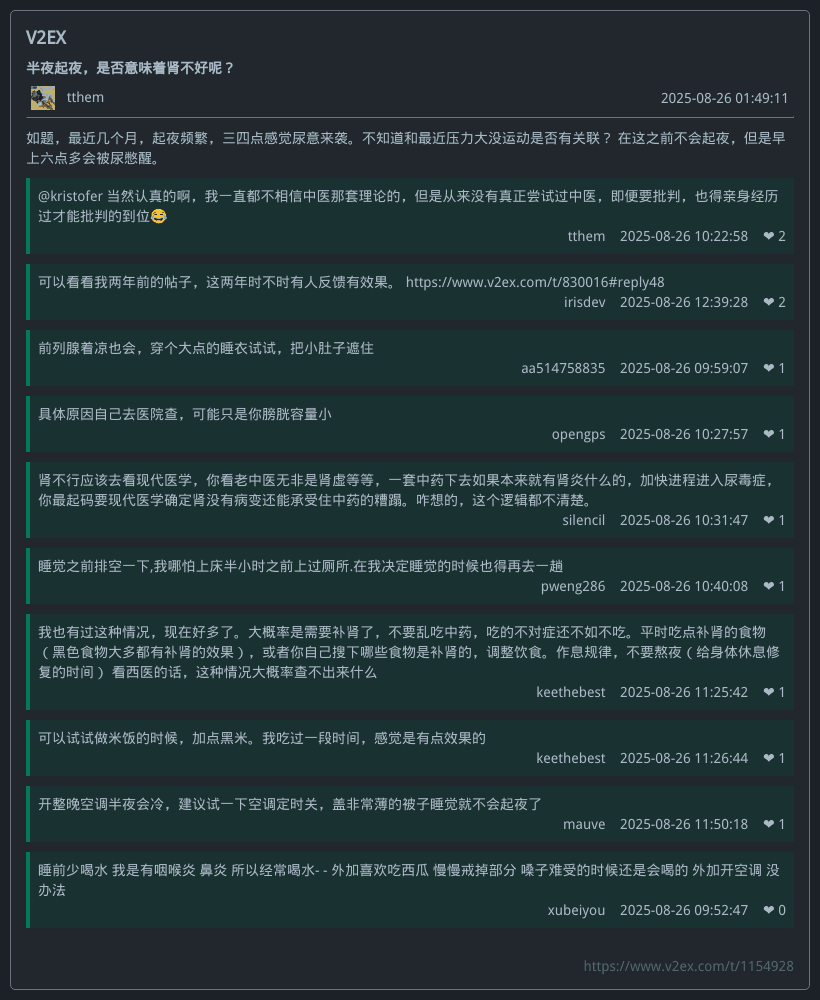 V2EX
半夜起夜，是否意味着肾不好呢？
tthem 2025-08-26 01:49:11
如题，最近几个月，起夜频繁，三四点感觉尿意来袭。不知道和最近压力大没运动是否有关联？ 在这之前不会起夜，但是早
上六点多会被尿憋醒。
@kristofer 当然认真的啊，我一直都不相信中医那套理论的，但是从来没有真正尝试过中医，即便要批判，也得亲身经历
过才能批判的到位😂
tthem 2025-08-26 10:22:58 ❤ 2
可以看看我两年前的帖子，这两年时不时有人反馈有效果。 https://www.v2ex.com/t/830016#reply48
irisdev 2025-08-26 12:39:28 ❤ 2
前列腺着凉也会，穿个大点的睡衣试试，把小肚子遮住
aa514758835 2025-08-26 09:59:07 ❤ 1
具体原因自己去医院查，可能只是你膀胱容量小
opengps 2025-08-26 10:27:57 ❤ 1
肾不行应该去看现代医学，你看老中医无非是肾虚等等，一套中药下去如果本来就有肾炎什么的，加快进程进入尿毒症，
你最起码要现代医学确定肾没有病变还能承受住中药的糟蹋。咋想的，这个逻辑都不清楚。
silencil 2025-08-26 10:31:47 ❤ 1
睡觉之前排空一下,我哪怕上床半小时之前上过厕所.在我决定睡觉的时候也得再去一趟
pweng286 2025-08-26 10:40:08 ❤ 1
我也有过这种情况，现在好多了。大概率是需要补肾了，不要乱吃中药，吃的不对症还不如不吃。平时吃点补肾的食物
（黑色食物大多都有补肾的效果），或者你自己搜下哪些食物是补肾的，调整饮食。作息规律，不要熬夜（给身体休息修
复的时间） 看西医的话，这种情况大概率查不出来什么
keethebest 2025-08-26 11:25:42 ❤ 1
可以试试做米饭的时候，加点黑米。我吃过一段时间，感觉是有点效果的
keethebest 2025-08-26 11:26:44 ❤ 1
开整晚空调半夜会冷，建议试一下空调定时关，盖非常薄的被子睡觉就不会起夜了
mauve 2025-08-26 11:50:18 ❤ 1
睡前少喝水 我是有咽喉炎 鼻炎 所以经常喝水- - 外加喜欢吃西瓜 慢慢戒掉部分 嗓子难受的时候还是会喝的 外加开空调 没
办法
xubeiyou 2025-08-26 09:52:47 ❤ 0
https://www.v2ex.com/t/1154928